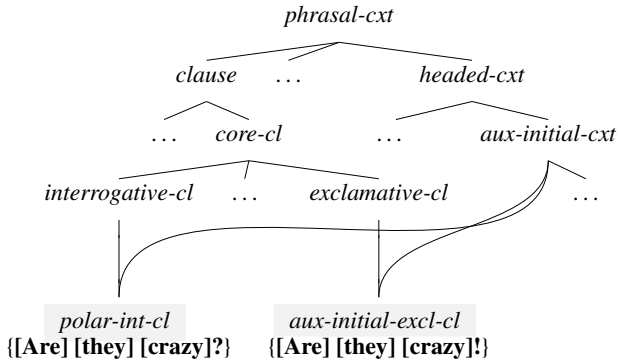 phrasal-cxt
clause ... headed-cxt
... core-cl ... aux-initial-cxt
interrogative-cl ... exclamative-cl ...
polar-int-cl aux-initial-excl-cl
{[Are] [they] [crazy]?} {[Are] [they] [crazy]!}